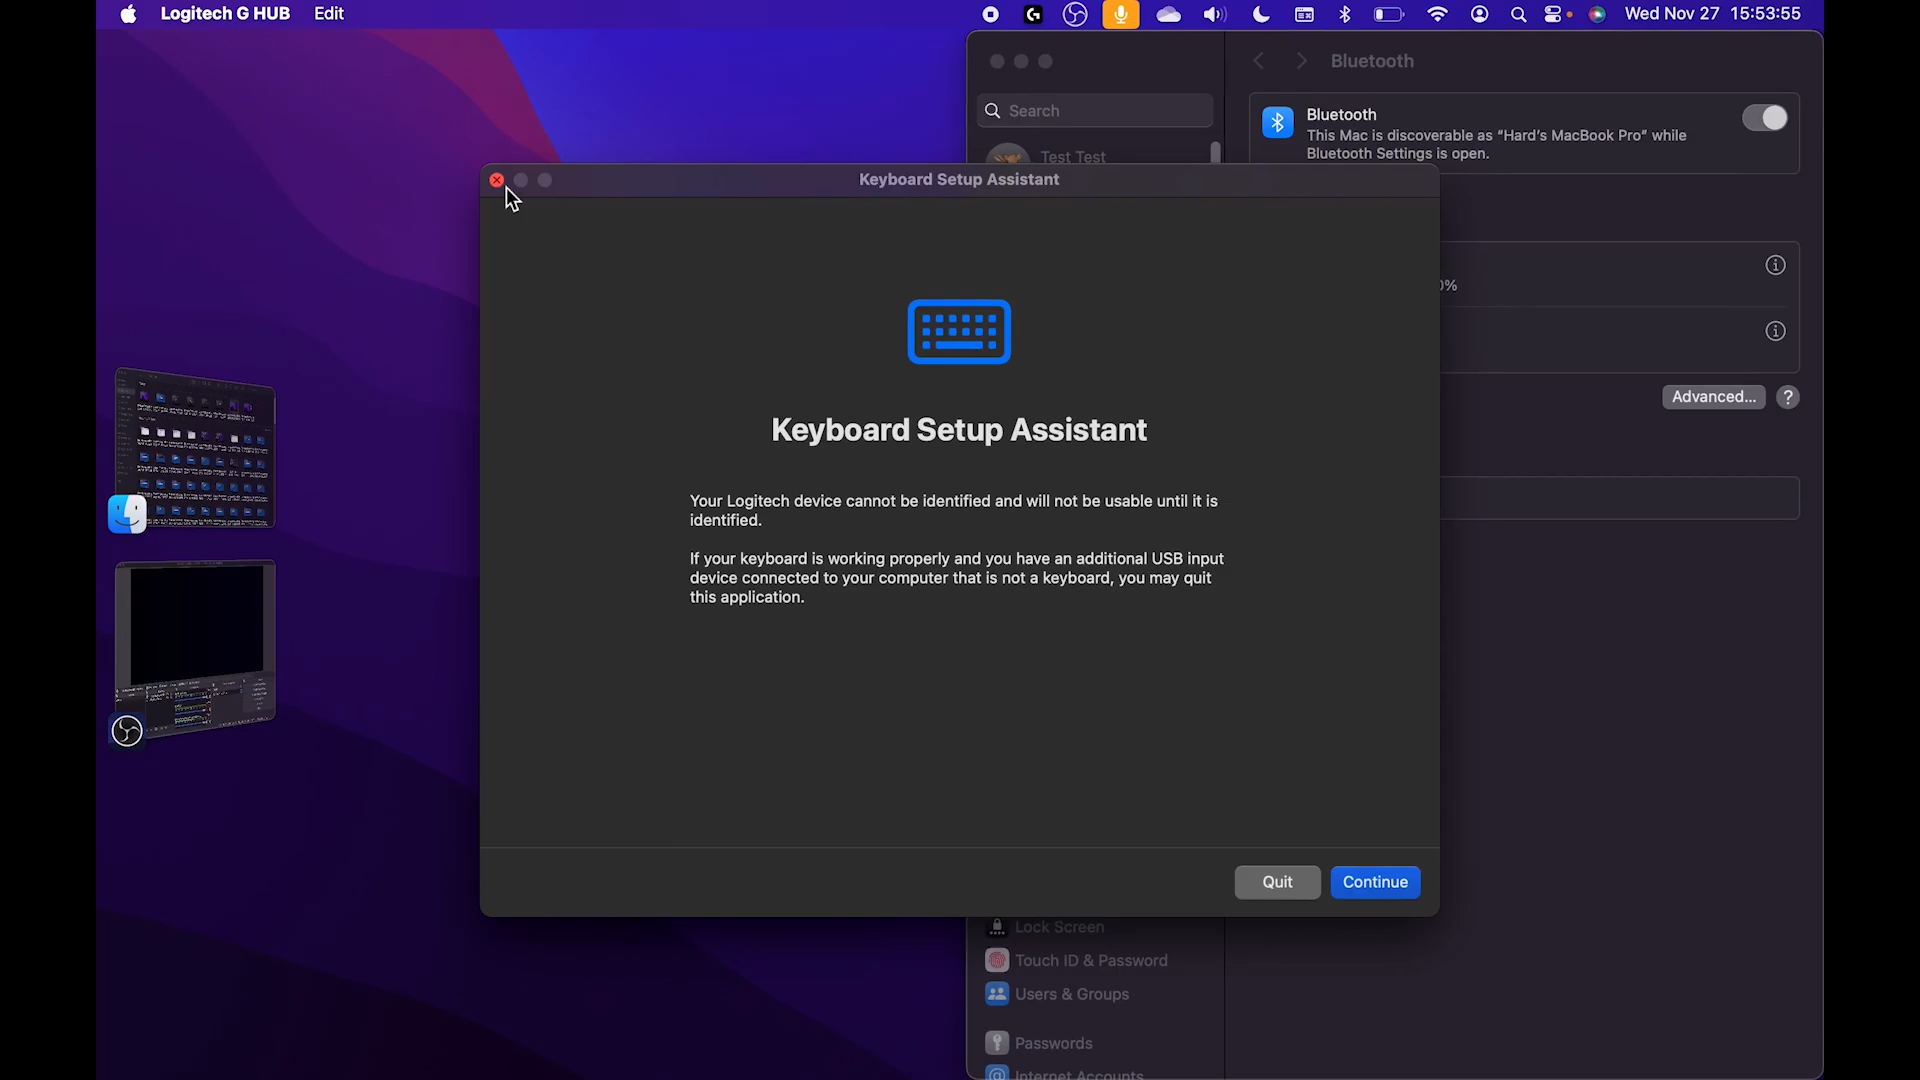 Logitech G HUB Edit
Wed Nov 27 15:53:55
Bluetooth
Search
Test Test
Bluetooth
This Mac is discoverable as “Hard’s MacBook Pro” while
Bluetooth Settings is open.
Keyboard Setup Assistant
0%
Advanced...
?
Keyboard Setup Assistant
Your Logitech device cannot be identified and will not be usable until it is
identified.
If your keyboard is working properly and you have an additional USB input
device connected to your computer that is not a keyboard, you may quit
this application.
Quit
Continue
Lock Screen
Touch ID & Password
Users & Groups
Passwords
Internet Accounts